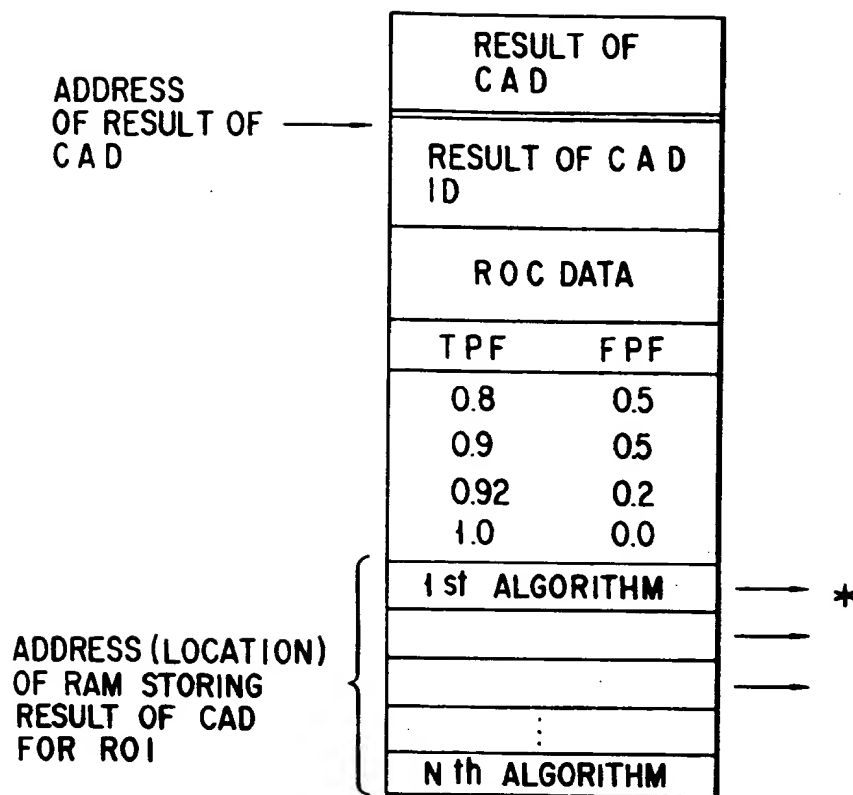 RESULT OF
CAD
ADDRESS
OF RESULT OF
CAD
RESULT OF CAD
ID
ROC DATA
TPF FPF
0.8 0.5
0.9 0.5
0.92 0.2
1.0 0.0
1st ALGORITHM *
ADDRESS (LOCATION)
OF RAM STORING
RESULT OF CAD
FOR ROI
Nth ALGORITHM